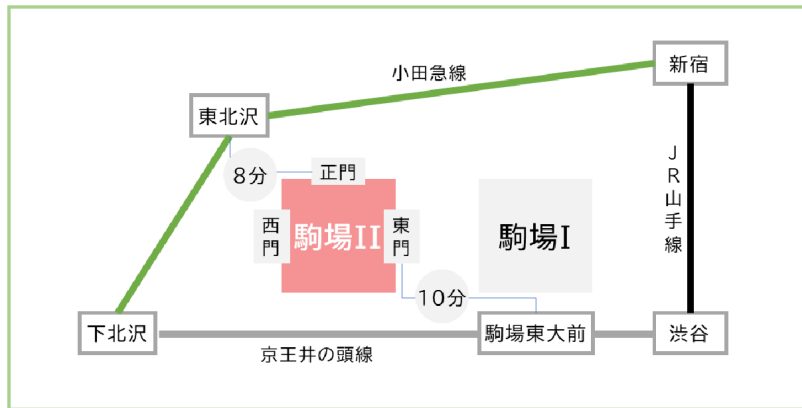 新宿
小田急線
東北沢
JR山手線
8分
正門
西門
駒場II
東門
駒場I
10分
下北沢
京王井の頭線
駒場東大前
渋谷